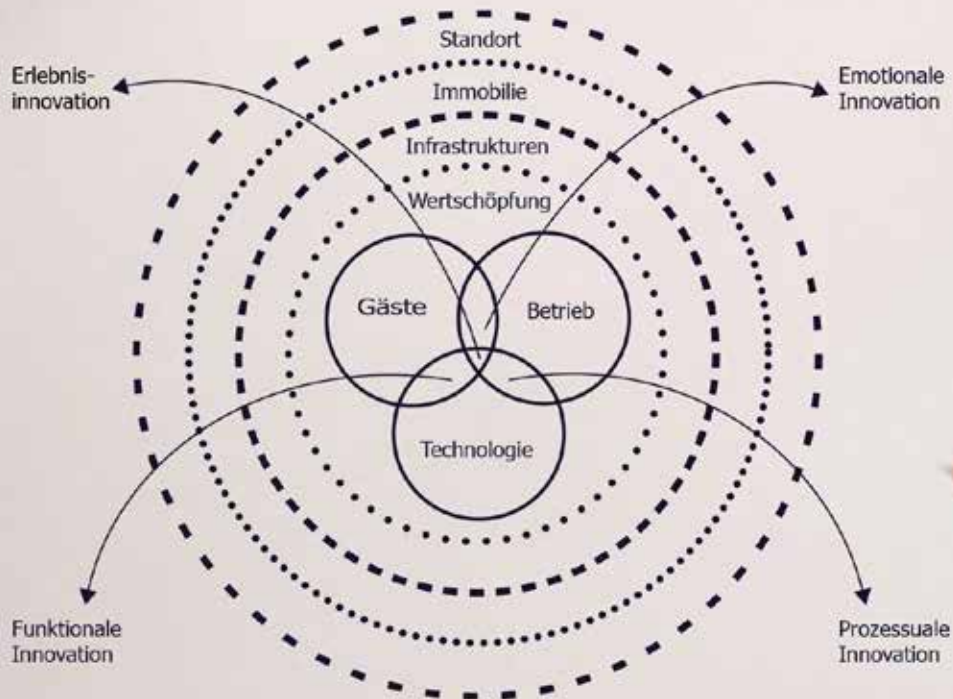 Standort
Erlebnis-
innovation
Emotionale
Innovation
Immobilie
Infrastrukturen
Wertschöpfung
Gäste
Betrieb
Technologie
Funktionale
Innovation
Prozessuale
Innovation